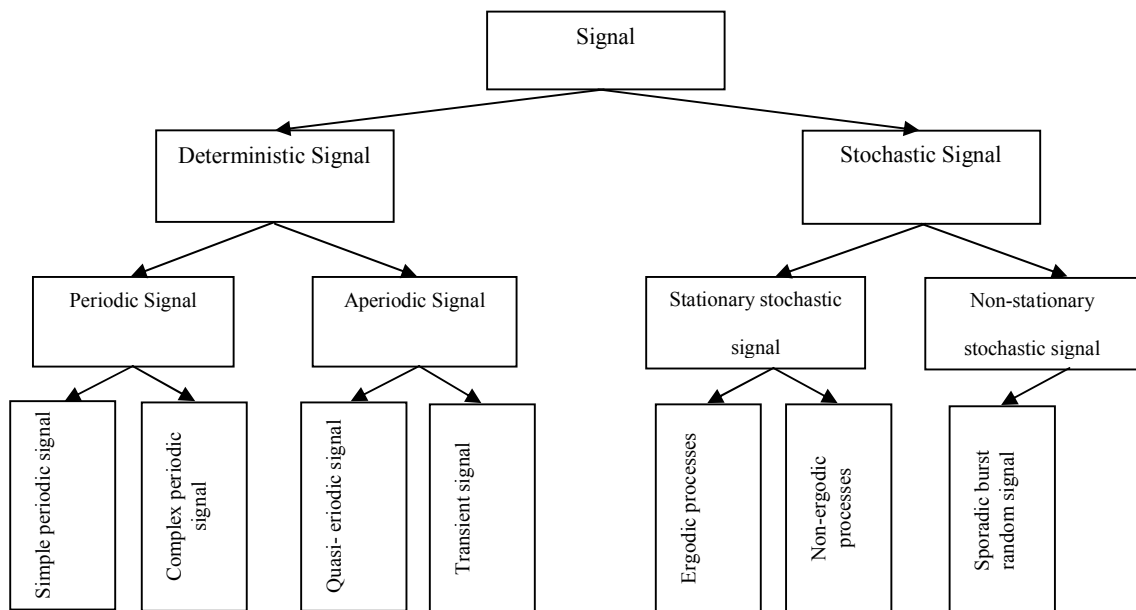 Signal
Deterministic Signal
Stochastic Signal
Periodic Signal
Aperiodic Signal
Stationary stochastic
signal
Non-stationary
stochastic signal
Simple periodic signal
Complex periodic
signal
Quasi- eriodic signal
Transient signal
Ergodic processes
Non-ergodic
processes
Sporadic burst
random signal